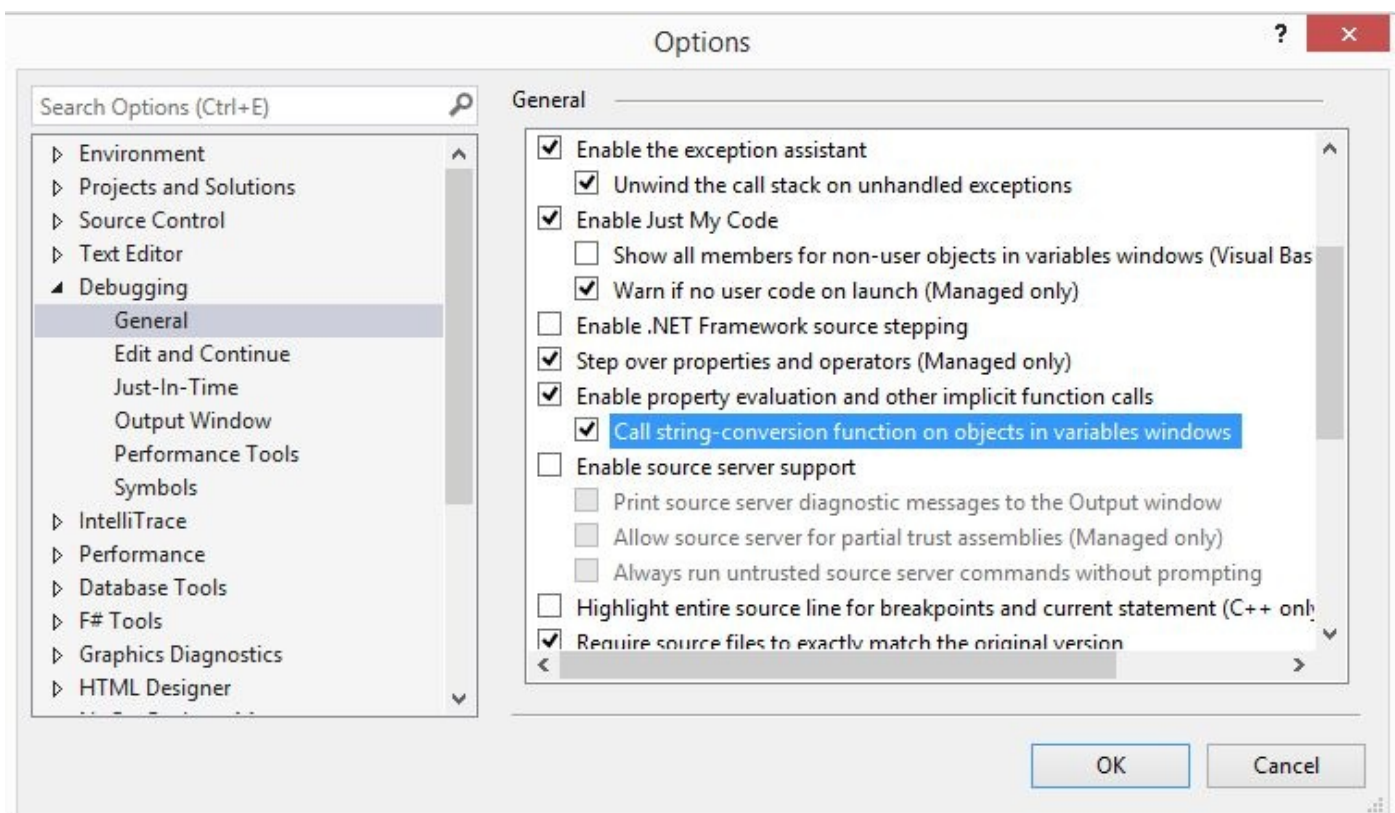 Options
?
Search Options (Ctrl+E)
Environment
Projects and Solutions
Source Control
Text Editor
Debugging
General
Edit and Continue
Just-In-Time
Output Window
Performance Tools
Symbols
IntelliTrace
Performance
Database Tools
F# Tools
Graphics Diagnostics
HTML Designer
General
Enable the exception assistant
Unwind the call stack on unhandled exceptions
Enable Just My Code
Show all members for non-user objects in variables windows (Visual Bas
Warn if no user code on launch (Managed only)
Enable .NET Framework source stepping
Step over properties and operators (Managed only)
Enable property evaluation and other implicit function calls
Call string-conversion function on objects in variables windows
Enable source server support
Print source server diagnostic messages to the Output window
Allow source server for partial trust assemblies (Managed only)
Always run untrusted source server commands without prompting
Highlight entire source line for breakpoints and current statement (C++ only
Require source files to exactly match the original version
OK
Cancel